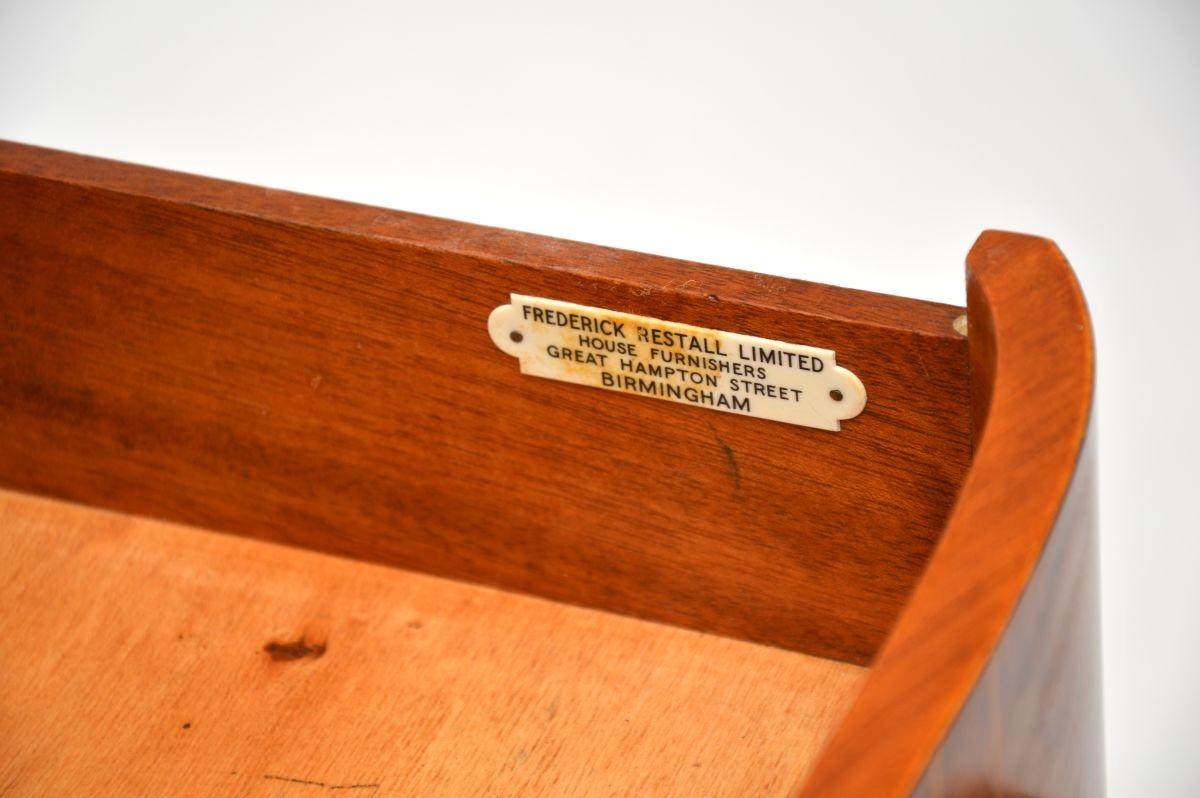 FREDERICK RESTALL LIMITED
HOUSE FURNISHERS
GREAT HAMPTON STREET
BIRMINGHAM